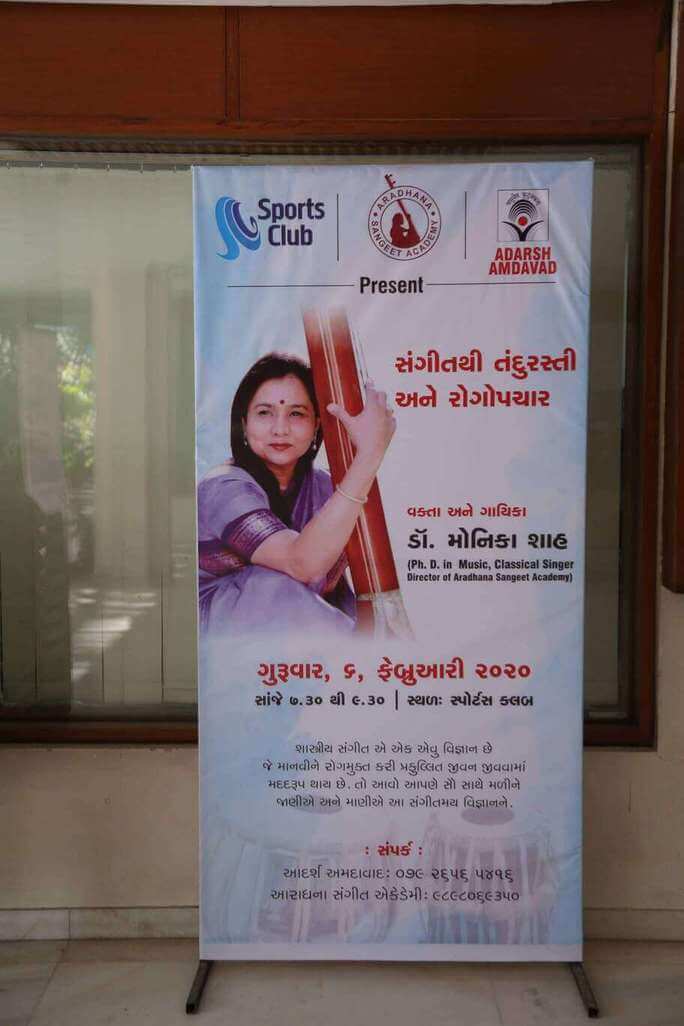 Sports
Club
ARADHANA
SANGEET ACADEMY
ADARSH
AMDAVAD
Present
સંગીતથી તંદુરસ્તી
અને રોગોપચાર
વક્તા અને ગાયિકા
ડૉ. મોનિકા શાહ
(Ph. D. in Music, Classical Singer
Director of Aradhana Sangeet Academy)
ગુરૂવાર, ૬, ફેબ્રુઆરી ૨૦૨૦
સાંજે ૭.૩૦ થી ૯.૩૦ | સ્થળઃ સ્પોર્ટસ ક્લબ
શાસ્ત્રીય સંગીત એ એક એવુ વિજ્ઞાન છે
જે માનવીને રોગમુક્ત કરી પ્રફુલ્લિત જીવન જીવવામાં
મદદરૂપ થાય છે. તો આવો આપણે સૌ સાથે મળીને
જાણીએ અને માણીએ આ સંગીતમય વિજ્ઞાનને.
: સંપર્ક :
આદર્શ અમદાવાદ: ૦૭૯ ૨૬૫૬ ૫૪૧૬
આરાધના સંગીત એકેડેમી: ૯૮૯૮૦૬૯૩૫૦